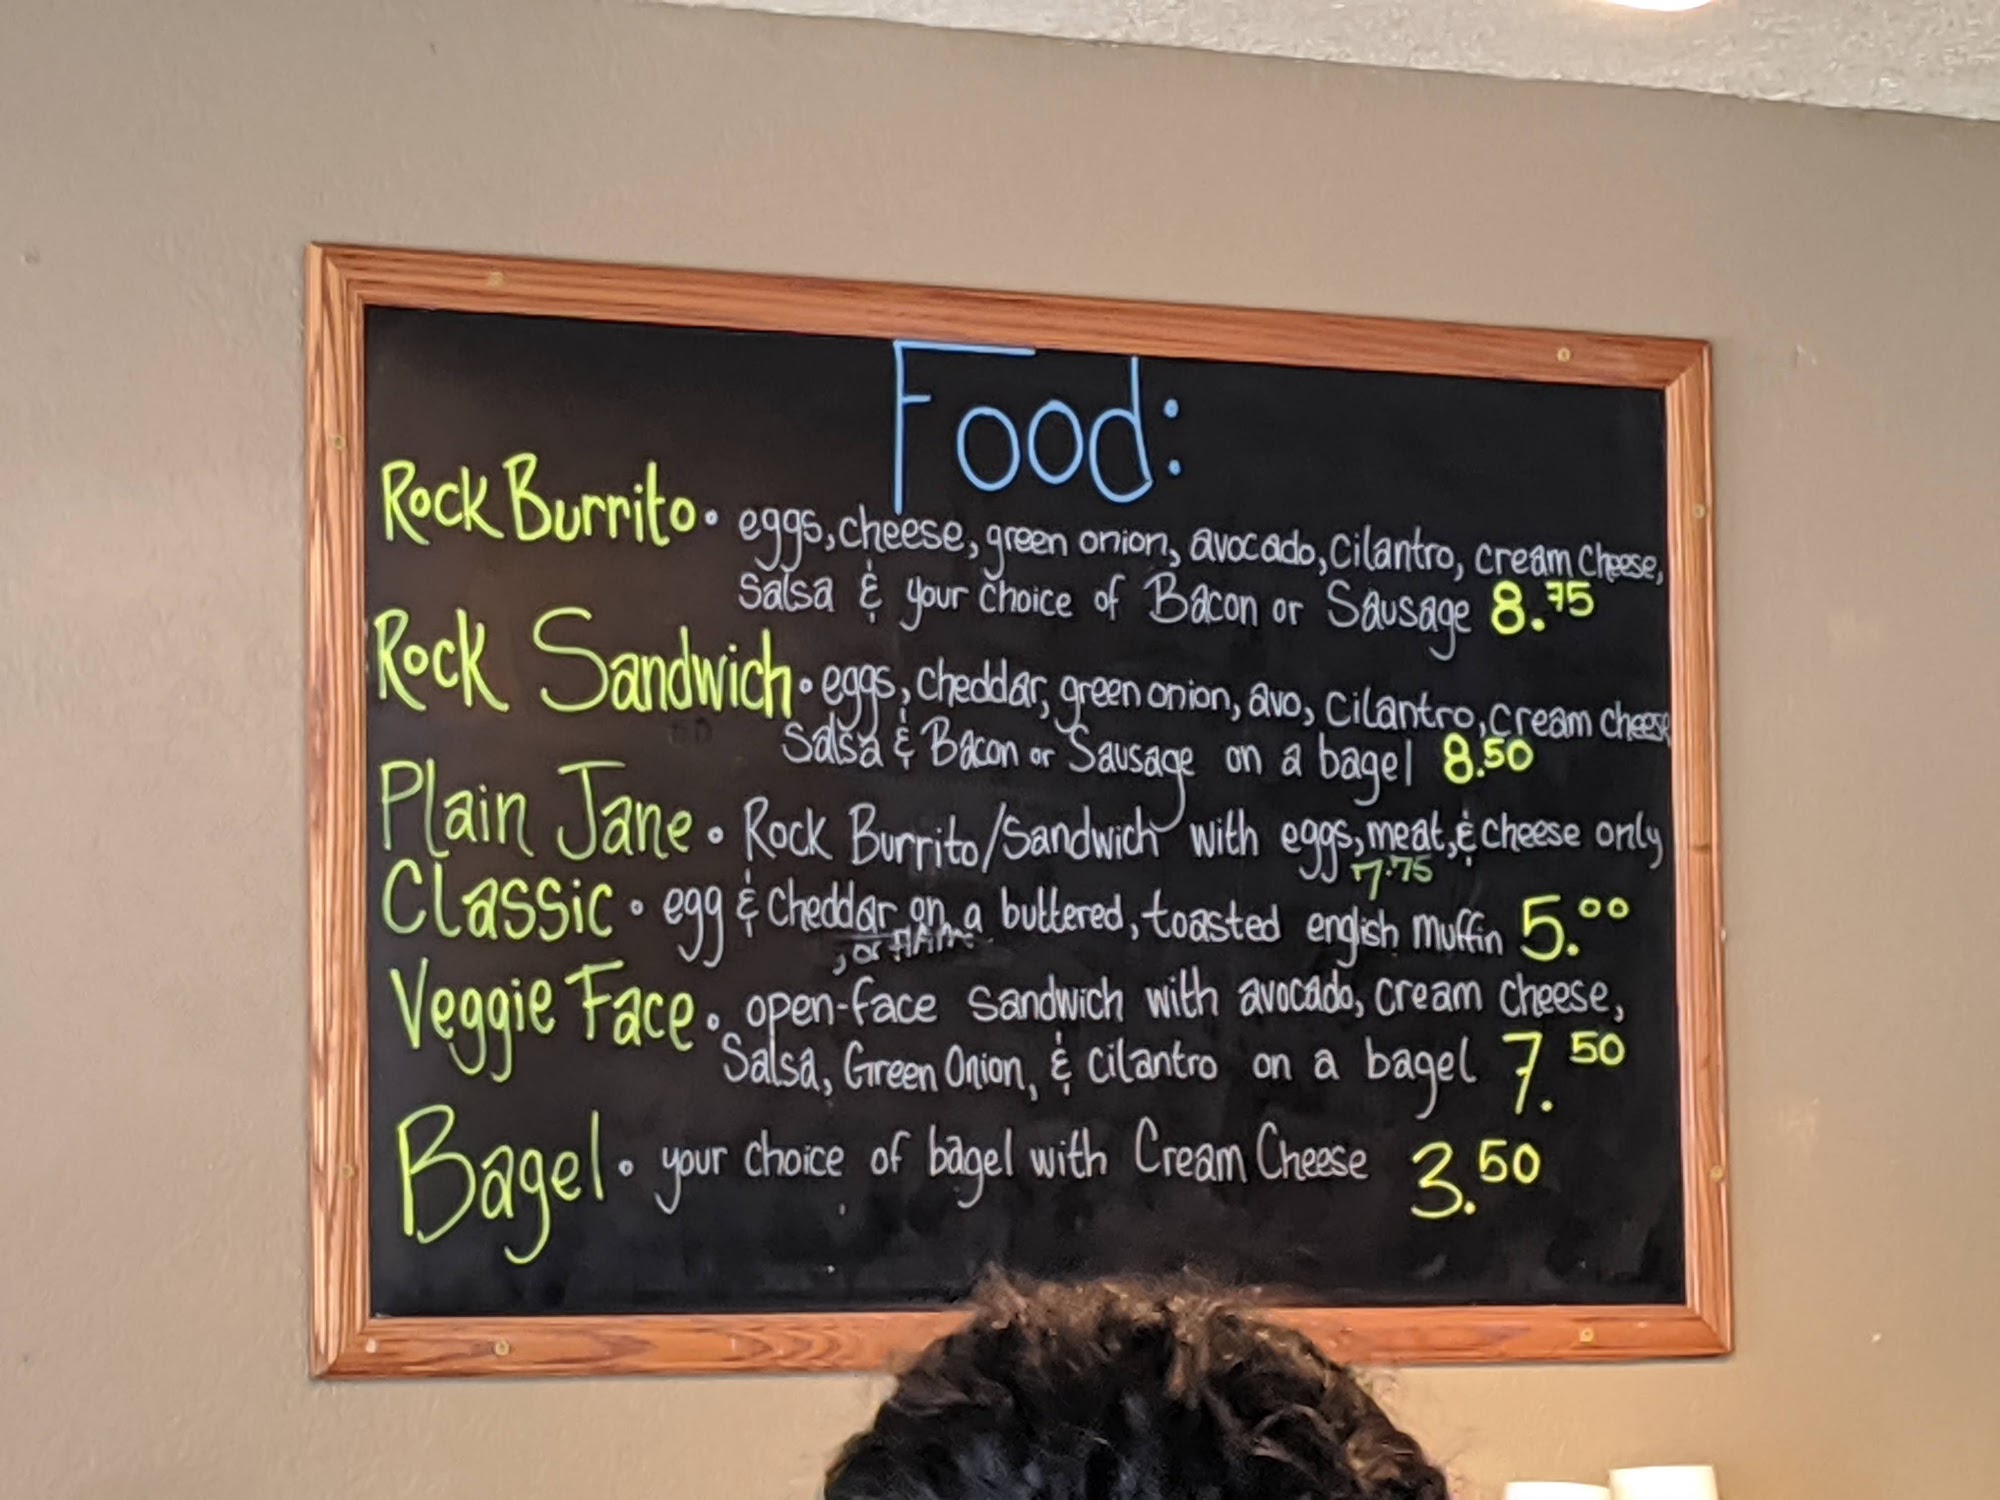 Food:
Rock Burrito • eggs, cheese, green onion, avocado, cilantro, cream cheese,
Salsa & your choice of Bacon or Sausage 8.75
Rock Sandwich • eggs, cheddar, green onion, avo, cilantro, cream cheese
Salsa & Bacon or Sausage on a bagel 8.50
Plain Jane • Rock Burrito/Sandwich with eggs, meat, & cheese only
7.75
Classic • egg & cheddar on a buttered, toasted english muffin 5.00
, or HAM
Veggie Face • open-face sandwich with avocado, cream cheese,
Salsa, Green Onion, & cilantro on a bagel 7.50
Bagel • your choice of bagel with Cream Cheese 3.50